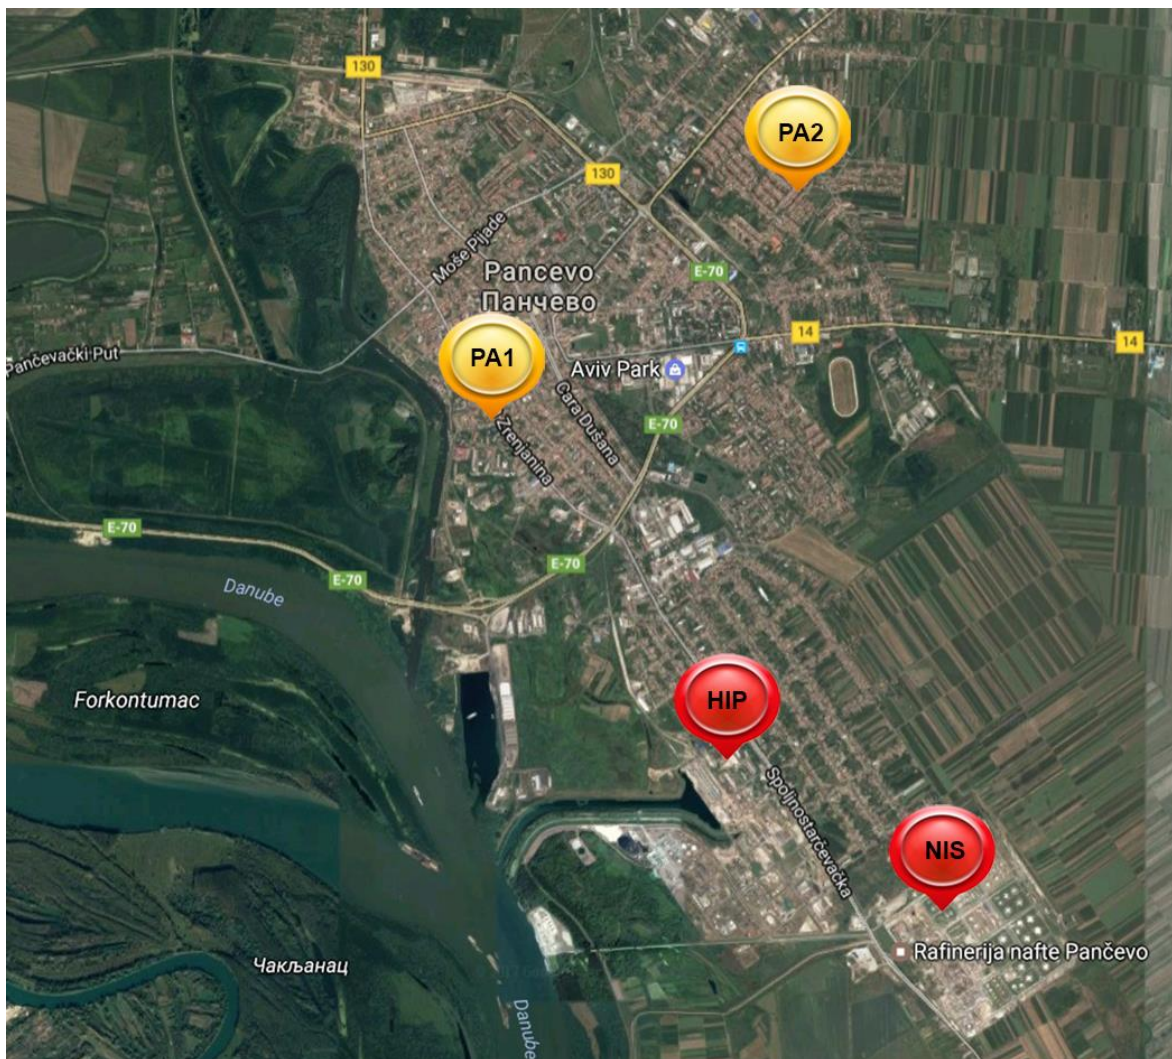 130
PA2
130
Moše Pijade
E-70
Pancevo
Панчево
14
14
Pančevački Put
PA1
Aviv Park
Cara Dušana
E-70
Zrenjanina
E-70
E-70
E-70
Danube
HIP
Forkontumac
Spoljnostarčevačka
NIS
Rafinerija nafte Pančevo
Чакљанац
Danube